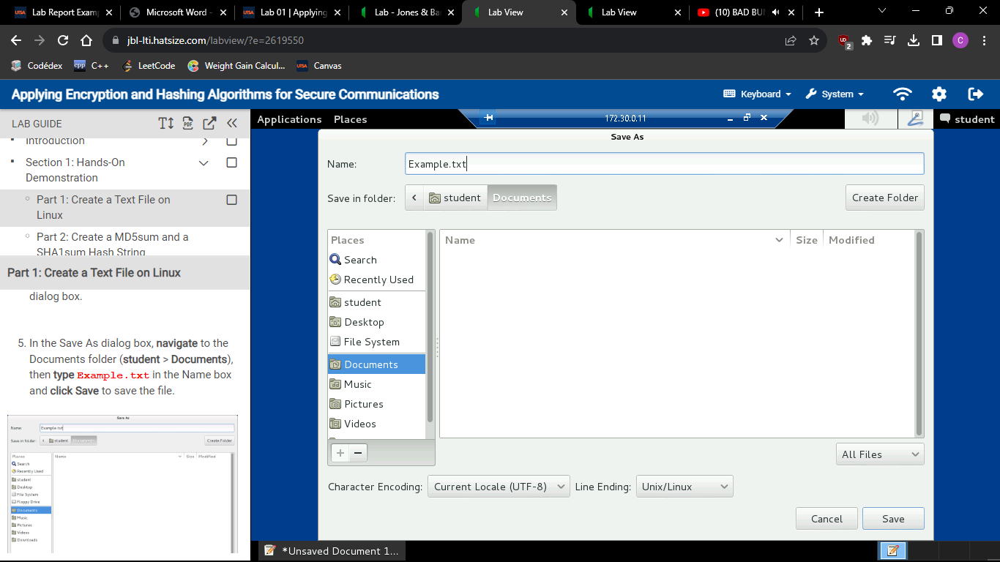 Lab Report Examp
Microsoft Word -
Lab 01 | Applying
Lab - Jones & Ba
Lab View
Lab View
(10) BAD BUN
jbl-lti.hatsize.com/labview/?e=2619550
2
C
Codédex
cpp C++
LeetCode
Weight Gain Calcul...
UTSA Canvas
Applying Encryption and Hashing Algorithms for Secure Communications
Keyboard
System
LAB GUIDE
PDF
Introduction
Section 1: Hands-On
Demonstration
Part 1: Create a Text File on
Linux
Part 2: Create a MD5sum and a
SHA1sum Hash String
Part 1: Create a Text File on Linux
dialog box.
5. In the Save As dialog box, navigate to the
Documents folder (student > Documents),
then type Example.txt in the Name box
and click Save to save the file.
Save As
Name:
Example.txt
Save in folder:
student
Documents
Create Folder
Places
Name
Size
Modified
Search
Recently Used
student
Desktop
File System
Floppy Drive
Documents
Music
Pictures
Videos
Downloads
Applications
Places
172.30.0.11
student
Save As
Name:
Example.txt
Save in folder:
student
Documents
Create Folder
Places
Name
Size
Modified
Search
Recently Used
student
Desktop
File System
Documents
Music
Pictures
Videos
All Files
Character Encoding:
Current Locale (UTF-8)
Line Ending:
Unix/Linux
Cancel
Save
*Unsaved Document 1...